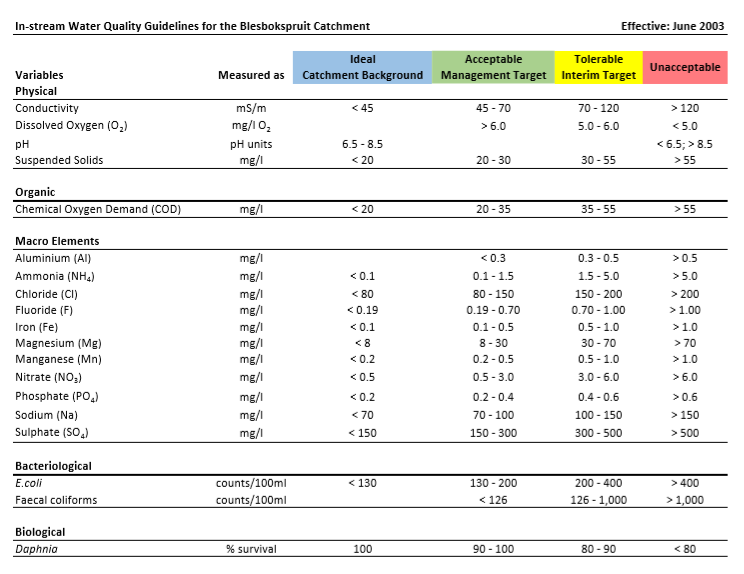 In-stream Water Quality Guidelines for the Blesbokspruit Catchment Effective: June 2003
Ideal Acceptable Tolerable Unacceptable
Variables Measured as Catchment Background Management Target Interim Target
Physical
Conductivity mS/m < 45 45 - 70 70 - 120 > 120
Dissolved Oxygen (O₂) mg/l O₂ > 6.0 5.0 - 6.0 < 5.0
pH pH units 6.5 - 8.5 < 6.5; > 8.5
Suspended Solids mg/l < 20 20 - 30 30 - 55 > 55
Organic
Chemical Oxygen Demand (COD) mg/l < 20 20 - 35 35 - 55 > 55
Macro Elements
Aluminium (Al) mg/l < 0.3 0.3 - 0.5 > 0.5
Ammonia (NH₄) mg/l < 0.1 0.1 - 1.5 1.5 - 5.0 > 5.0
Chloride (Cl) mg/l < 80 80 - 150 150 - 200 > 200
Fluoride (F) mg/l < 0.19 0.19 - 0.70 0.70 - 1.00 > 1.00
Iron (Fe) mg/l < 0.1 0.1 - 0.5 0.5 - 1.0 > 1.0
Magnesium (Mg) mg/l < 8 8 - 30 30 - 70 > 70
Manganese (Mn) mg/l < 0.2 0.2 - 0.5 0.5 - 1.0 > 1.0
Nitrate (NO₃) mg/l < 0.5 0.5 - 3.0 3.0 - 6.0 > 6.0
Phosphate (PO₄) mg/l < 0.2 0.2 - 0.4 0.4 - 0.6 > 0.6
Sodium (Na) mg/l < 70 70 - 100 100 - 150 > 150
Sulphate (SO₄) mg/l < 150 150 - 300 300 - 500 > 500
Bacteriological
E.coli counts/100ml < 130 130 - 200 200 - 400 > 400
Faecal coliforms counts/100ml < 126 126 - 1,000 > 1,000
Biological
Daphnia % survival 100 90 - 100 80 - 90 < 80